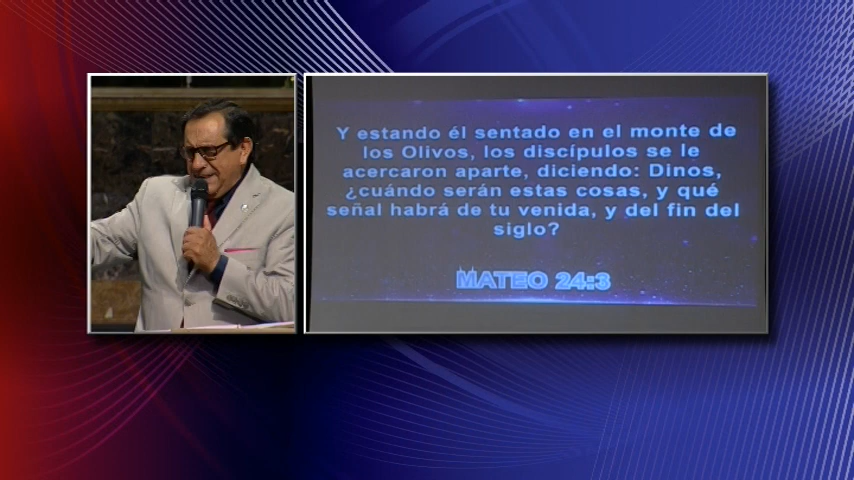 Y estando él sentado en el monte de
los Olivos, los discípulos se le
acercaron aparte, diciendo: Dinos,
¿cuándo serán estas cosas, y qué
señal habrá de tu venida, y del fin del
siglo?
MATEO 24:3